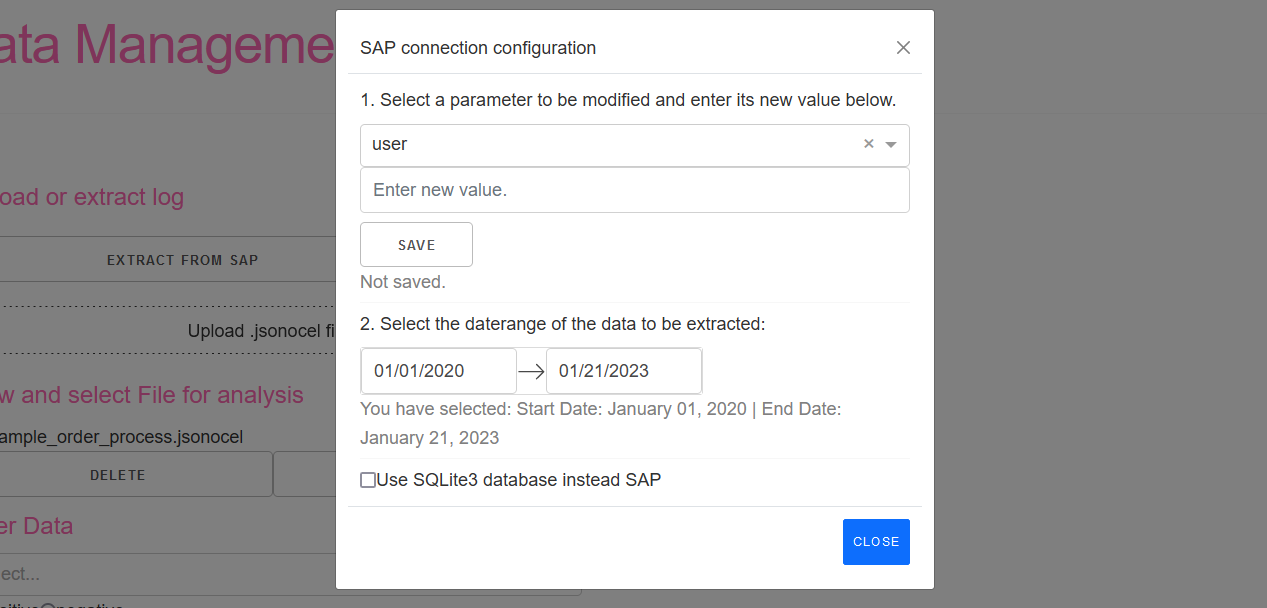 ata Manageme
SAP connection configuration
1. Select a parameter to be modified and enter its new value below.
user
Enter new value.
SAVE
Not saved.
2. Select the daterange of the data to be extracted:
01/01/2020 → 01/21/2023
You have selected: Start Date: January 01, 2020 | End Date:
January 21, 2023
Use SQLite3 database instead SAP
CLOSE
oad or extract log
EXTRACT FROM SAP
Upload .jsonocel fi
w and select File for analysis
ample_order_process.jsonocel
DELETE
er Data
ect...